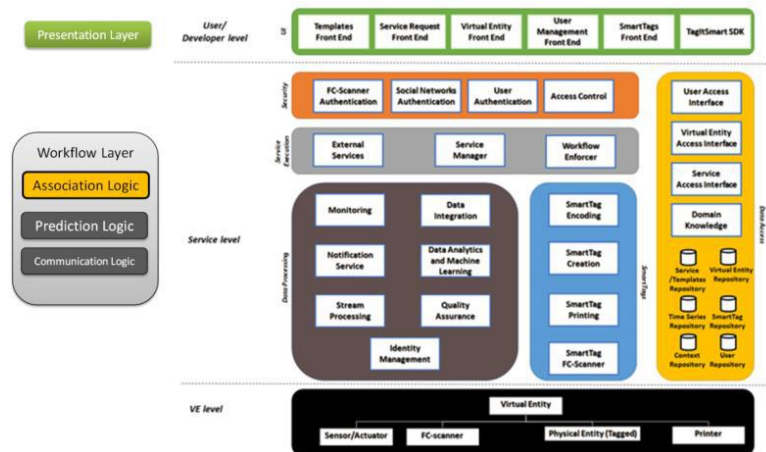 Presentation Layer
Workflow Layer
Association Logic
Prediction Logic
Communication Logic
User/
Developer level
UI
Templates
Front End
Service Request
Front End
Virtual Entity
Front End
User
Management
Front End
SmartTags
Front End
TagItSmart SDK
Service level
Security
FC-Scanner
Authentication
Social Networks
Authentication
User
Authentication
Access Control
Service
Execution
External
Services
Service
Manager
Workflow
Enforcer
Data Processing
Monitoring
Data
Integration
Notification
Service
Data Analytics
and Machine
Learning
Stream
Processing
Quality
Assurance
Identity
Management
SmartTag
Encoding
SmartTag
Creation
SmartTag
Printing
SmartTag
FC-Scanner
SmartTags
User Access
Interface
Virtual Entity
Access Interface
Service
Access Interface
Domain
Knowledge
Service
/Templates
Repository
Virtual Entity
Repository
Time Series
Repository
SmartTag
Repository
Context
Repository
User
Repository
Data Access
VE level
Virtual Entity
Sensor/Actuator
FC-scanner
Physical Entity (Tagged)
Printer